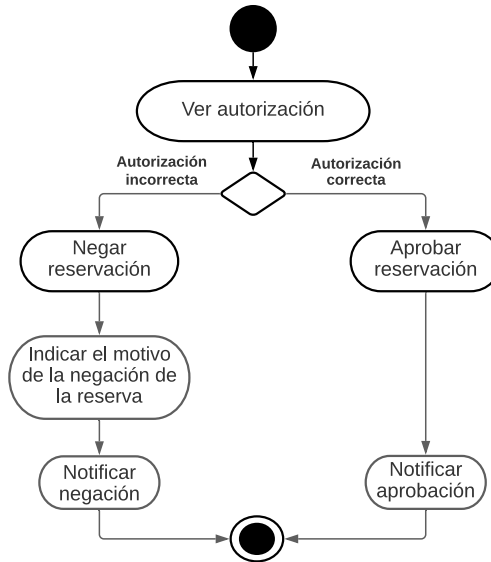 Ver autorización
Autorización
incorrecta
Autorización
correcta
Negar
reservación
Aprobar
reservación
Indicar el motivo
de la negación de
la reserva
Notificar
negación
Notificar
aprobación